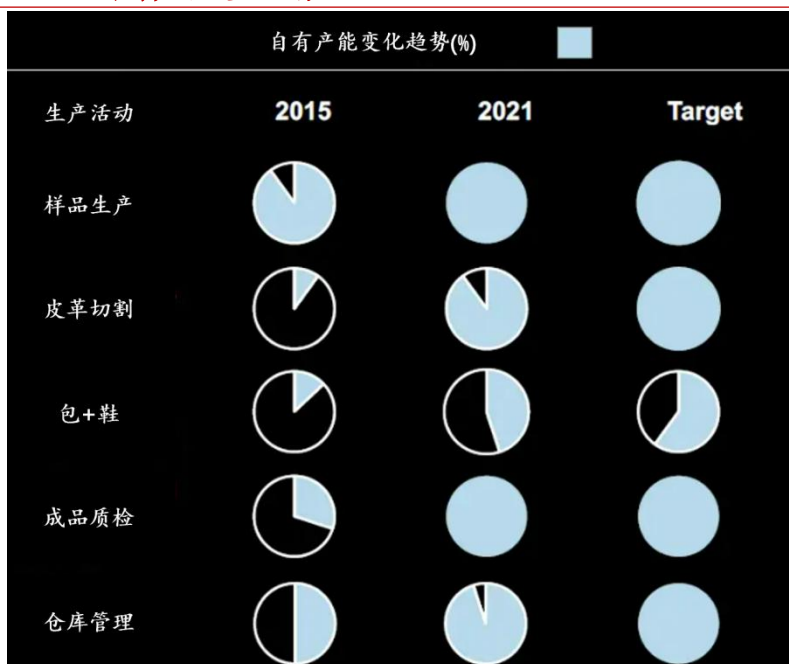 自有产能变化趋势(%)
生产活动 2015 2021 Target
样品生产
皮革切割
包+鞋
成品质检
仓库管理